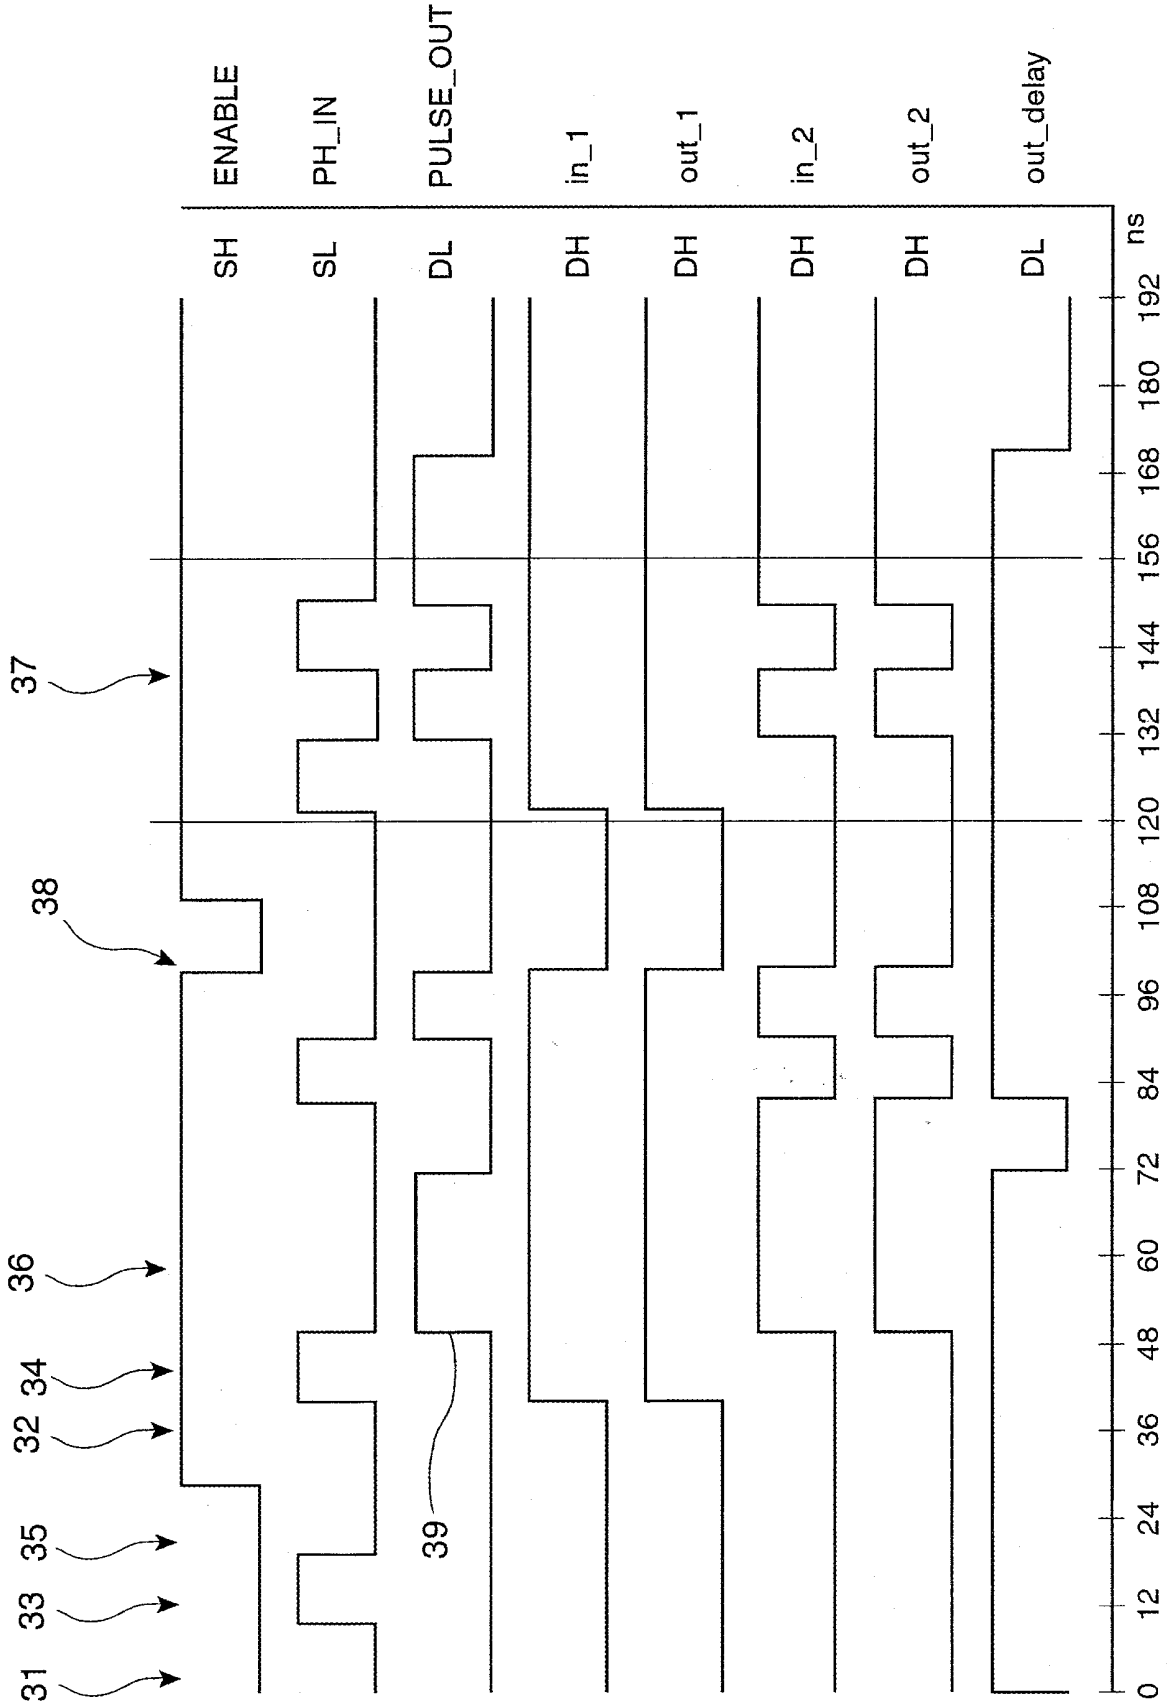 31
33
35
32
34
36
38
37
39
SH ENABLE
SL PH_IN
DL PULSE_OUT
DH in_1
DH out_1
DH in_2
DH out_2
DL out_delay
0 12 24 36 48 60 72 84 96 108 120 132 144 156 168 180 192 ns